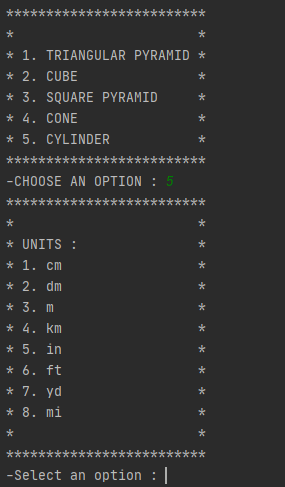 *************************
*                       *
* 1. TRIANGULAR PYRAMID *
* 2. CUBE               *
* 3. SQUARE PYRAMID     *
* 4. CONE               *
* 5. CYLINDER           *
*************************
-CHOOSE AN OPTION : 5
*************************
*                       *
* UNITS :               *
* 1. cm                 *
* 2. dm                 *
* 3. m                  *
* 4. km                 *
* 5. in                 *
* 6. ft                 *
* 7. yd                 *
* 8. mi                 *
*                       *
*************************
-Select an option :